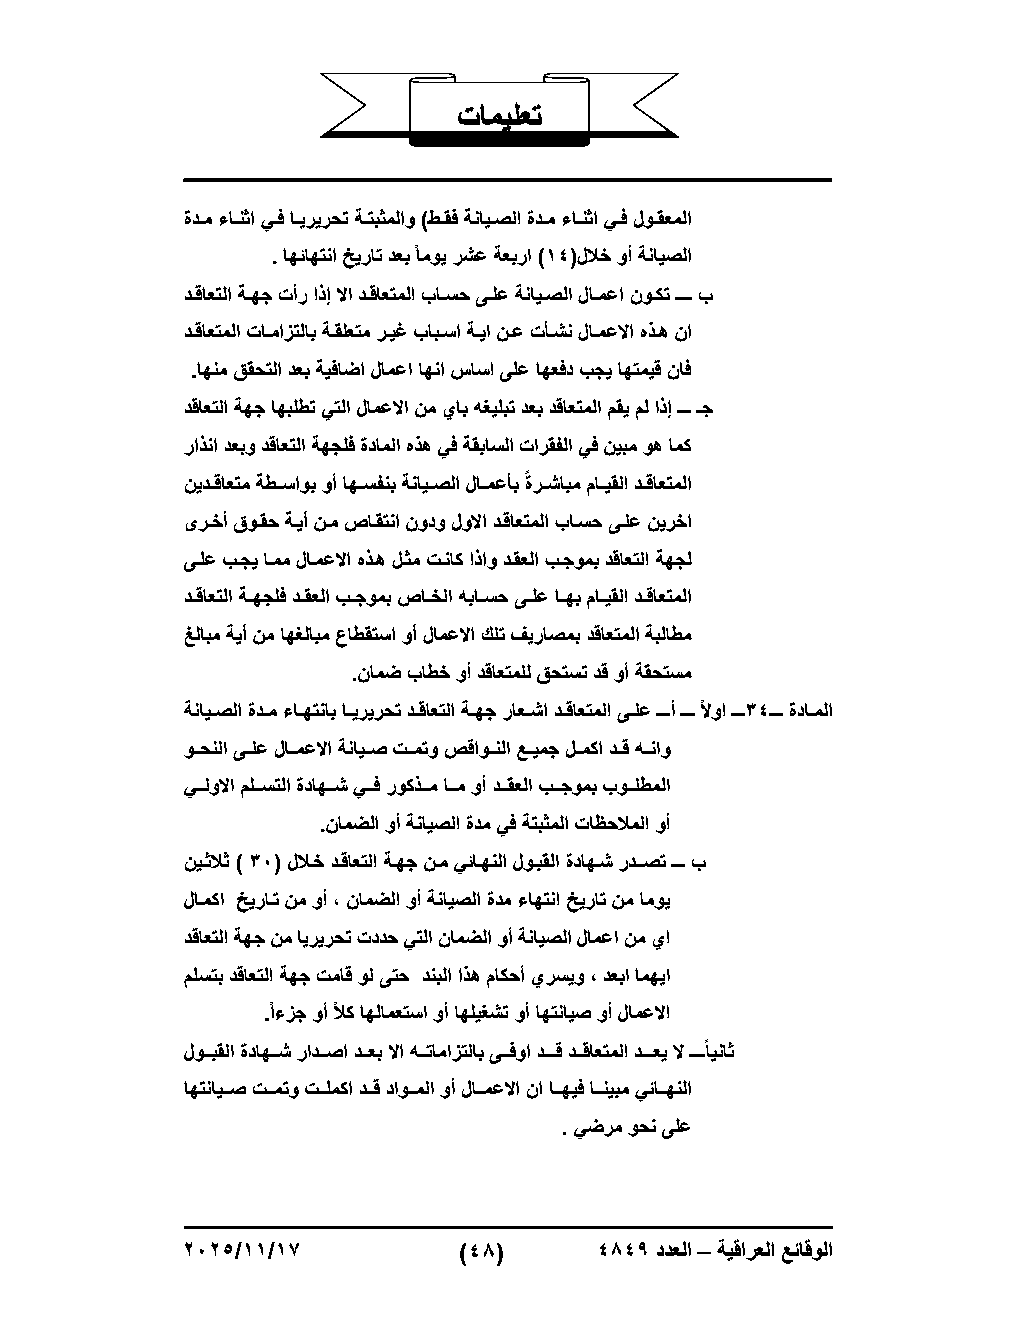 تعليمات
المعقول في اثناء مدة الصيانة فقط) والمثبتة تحريريا في اثناء مدة
الصيانة أو خلال(١٤) اربعة عشر يوماً بعد تاريخ انتهائها .
ب ــ تكون اعمال الصيانة على حساب المتعاقد الا إذا رأت جهة التعاقد
ان هذه الاعمال نشأت عن اية اسباب غير متعلقة بالتزامات المتعاقد
فان قيمتها يجب دفعها على اساس انها اعمال اضافية بعد التحقق منها.
جـ ــ إذا لم يقم المتعاقد بعد تبليغه باي من الاعمال التي تطلبها جهة التعاقد
كما هو مبين في الفقرات السابقة في هذه المادة فلجهة التعاقد وبعد انذار
المتعاقد القيام مباشرةً بأعمال الصيانة بنفسها أو بواسطة متعاقدين
اخرين على حساب المتعاقد الاول ودون انتقاص من أية حقوق أخرى
لجهة التعاقد بموجب العقد واذا كانت مثل هذه الاعمال مما يجب على
المتعاقد القيام بها على حسابه الخاص بموجب العقد فلجهة التعاقد
مطالبة المتعاقد بمصاريف تلك الاعمال أو استقطاع مبالغها من أية مبالغ
مستحقة أو قد تستحق للمتعاقد أو خطاب ضمان.
المادة ــ٣٤ــ اولاً ــ أــ على المتعاقد اشعار جهة التعاقد تحريريا بانتهاء مدة الصيانة
وانه قد اكمل جميع النواقص وتمت صيانة الاعمال على النحو
المطلوب بموجب العقد أو ما مذكور في شهادة التسلم الاولي
أو الملاحظات المثبتة في مدة الصيانة أو الضمان.
ب ــ تصدر شهادة القبول النهائي من جهة التعاقد خلال (٣٠ ) ثلاثين
يوما من تاريخ انتهاء مدة الصيانة أو الضمان ، أو من تاريخ اكمال
اي من اعمال الصيانة أو الضمان التي حددت تحريريا من جهة التعاقد
ايهما ابعد ، ويسري أحكام هذا البند حتى لو قامت جهة التعاقد بتسلم
الاعمال أو صيانتها أو تشغيلها أو استعمالها كلاً أو جزءاً.
ثانياًــ لا يعد المتعاقد قد اوفى بالتزاماته الا بعد اصدار شهادة القبول
النهائي مبينا فيها ان الاعمال أو المواد قد اكملت وتمت صيانتها
على نحو مرضي .
الوقائع العراقية – العدد ٤٨٤٩ (٤٨) ٢٠٢٥/١١/١٧